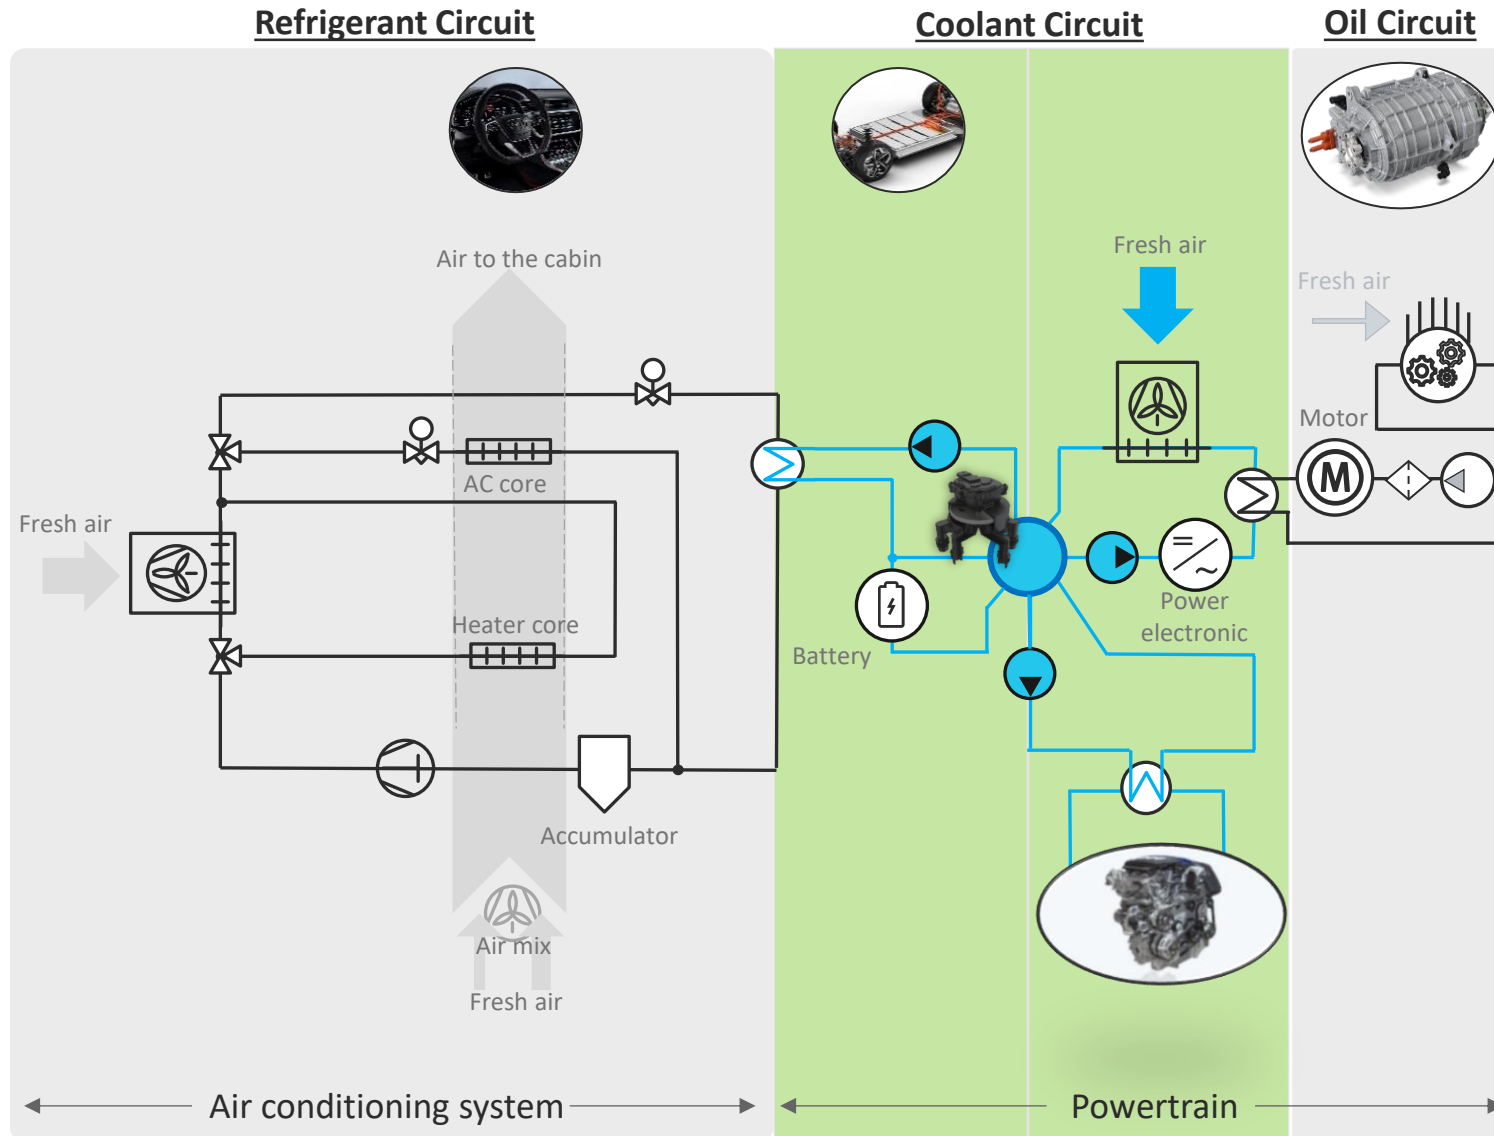 Refrigerant Circuit
Coolant Circuit
Oil Circuit
Air to the cabin
Fresh air
Fresh air
Motor
M
AC core
Fresh air
Heater core
Power
electronic
Battery
Accumulator
Air mix
Fresh air
Air conditioning system
Powertrain